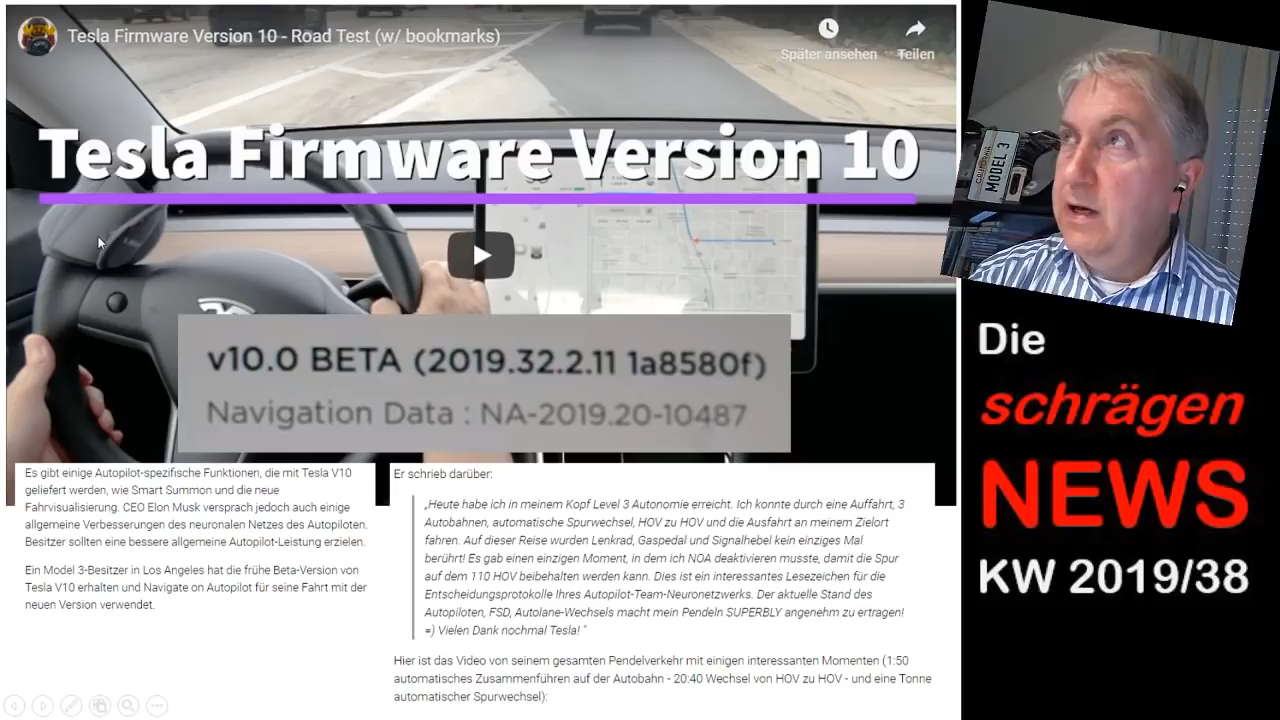 Tesla Firmware Version 10 - Road Test (w/ bookmarks)
Später ansehen
Teilen
Tesla Firmware Version 10
v10.0 BETA (2019.32.2.11 1a8580f)
Navigation Data : NA-2019.20-10487
Es gibt einige Autopilot-spezifische Funktionen, die mit Tesla V10
geliefert werden, wie Smart Summon und die neue
Fahrvisualisierung. CEO Elon Musk versprach jedoch auch einige
allgemeine Verbesserungen des neuronalen Netzes des Autopiloten.
Besitzer sollten eine bessere allgemeine Autopilot-Leistung erzielen.
Ein Model 3-Besitzer in Los Angeles hat die frühe Beta-Version von
Tesla V10 erhalten und Navigate on Autopilot für seine Fahrt mit der
neuen Version verwendet.
Er schrieb darüber:
„Heute habe ich in meinem Kopf Level 3 Autonomie erreicht. Ich konnte durch eine Auffahrt, 3
Autobahnen, automatische Spurwechsel, HOV zu HOV und die Ausfahrt an meinem Zielort
fahren. Auf dieser Reise wurden Lenkrad, Gaspedal und Signalhebel kein einziges Mal
berührt! Es gab einen einzigen Moment, in dem ich NOA deaktivieren musste, damit die Spur
auf dem 110 HOV beibehalten werden kann. Dies ist ein interessantes Lesezeichen für die
Entscheidungsprotokolle Ihres Autopilot-Team-Neuronetzwerks. Der aktuelle Stand des
Autopiloten, FSD, Autolane-Wechsels macht mein Pendeln SUPERBLY angenehm zu ertragen!
=) Vielen Dank nochmal Tesla! "
Hier ist das Video von seinem gesamten Pendelverkehr mit einigen interessanten Momenten (1:50
automatisches Zusammenführen auf der Autobahn - 20:40 Wechsel von HOV zu HOV - und eine Tonne
automatischer Spurwechsel):
MODEL 3
Die
schrägen
NEWS
KW 2019/38